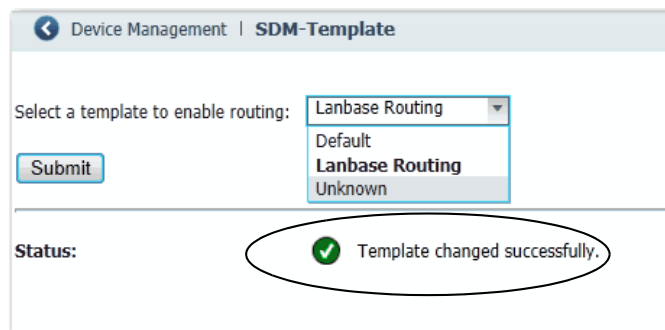 Device Management | SDM-Template
Select a template to enable routing: Lanbase Routing
Default
Lanbase Routing
Submit
Unknown
Status: Template changed successfully.